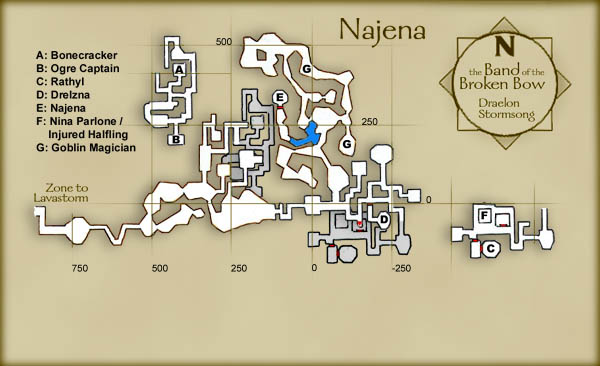 Najena
N
the Band of the
Broken Bow
Draelon
Stormsong
A: Bonecracker
B: Ogre Captain
C: Rathyl
D: Drelzna
E: Najena
F: Nina Parlone /
Injured Halfling
G: Goblin Magician
500
A
G
E
B
250
G
Zone to
Lavastorm
0
D
F
C
750
500
250
0
-250